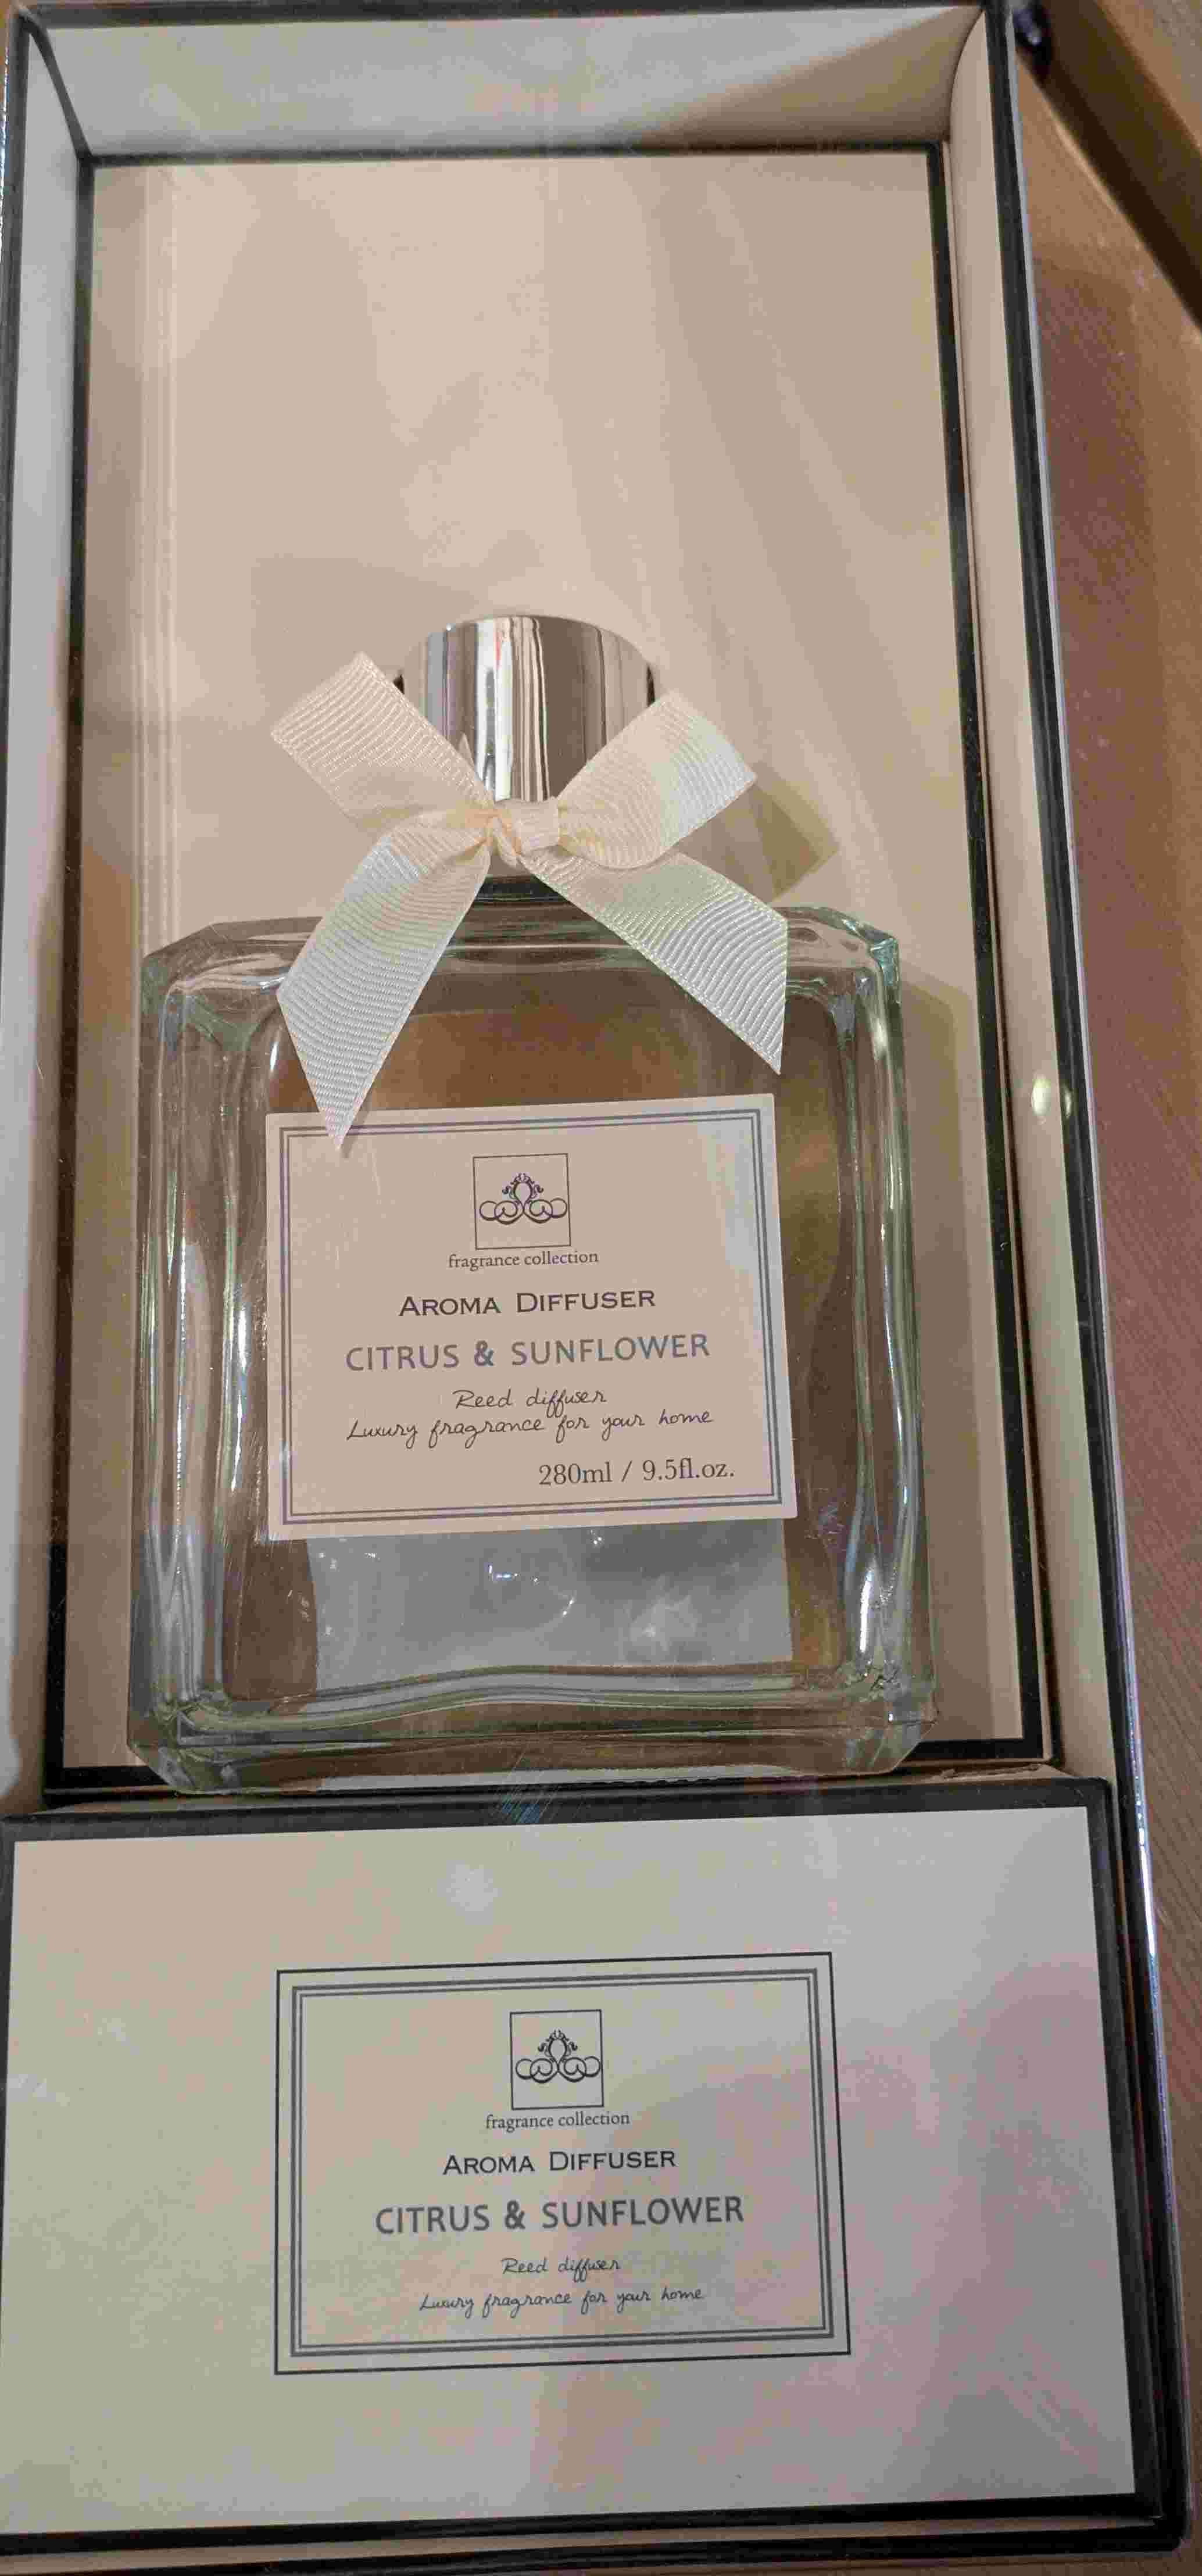 fragrance collection
AROMA DIFFUSER
CITRUS & SUNFLOWER
Reed diffuser
Luxury fragrance for your home
280ml / 9.5fl.oz.
fragrance collection
AROMA DIFFUSER
CITRUS & SUNFLOWER
Reed diffuser
Luxury fragrance for your home